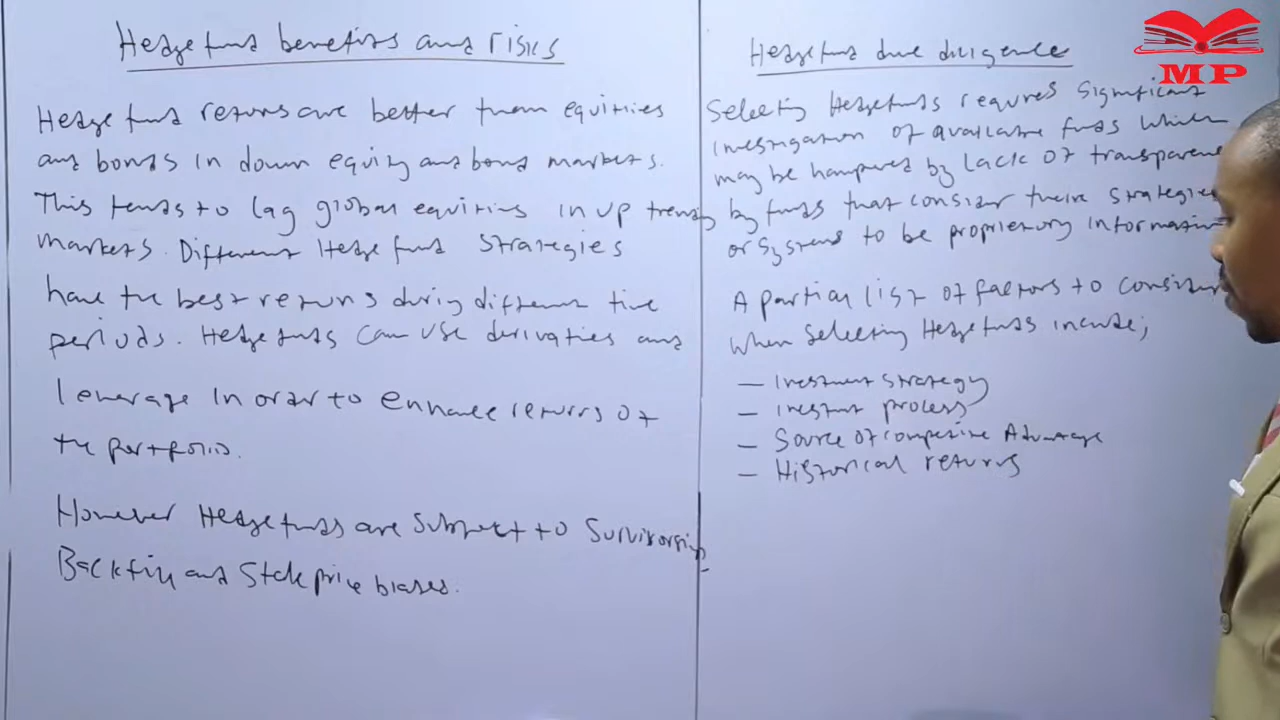 Hedge fund benefits and risks
Hedge fund returns are better than equities
and bonds in down equity and bond markets.
This tends to lag global equities in up trending
markets. Different Hedge fund strategies
have the best returns during different time
periods. Hedge funds can use derivaties and
leverage in order to enhance returns of
the portfolio.
However Hedge funds are subject to survivorship
Backfill and Stale price biases.
Hedge fund due diligence
Selecting Hedge funds requires significant
investigation of available funds which
may be hampered by lack of transparency
by funds that consider their strategies
or systems to be proprietory information
A partial list of factors to consider
when selecting Hedge funds include;
— Investment strategy
— Investment process
— Source of competitive Advantage
— Historical returns
MP